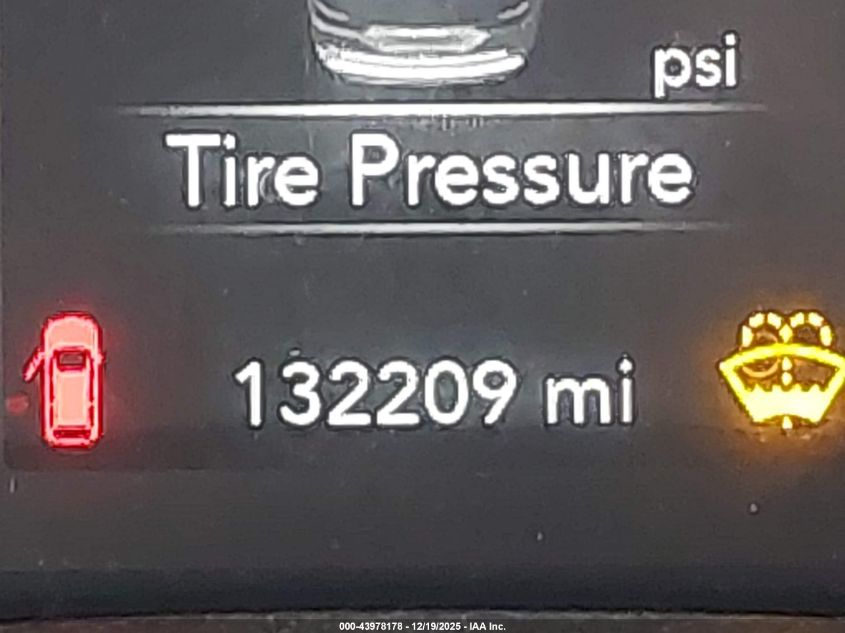 psi
Tire Pressure
132209 mi
000-43978178 - 12/19/2025 - IAA Inc.